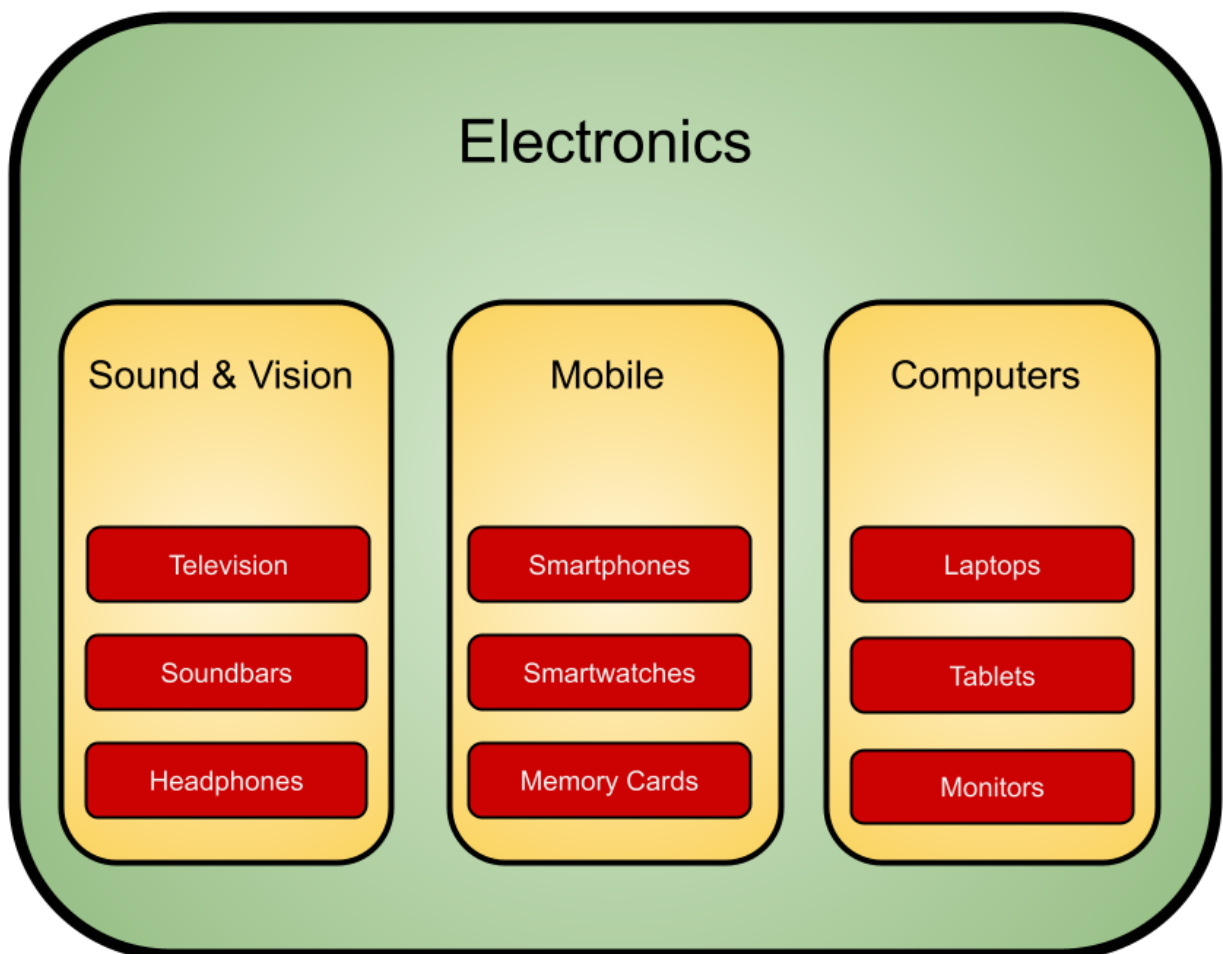 Electronics
Sound & Vision
Television
Soundbars
Headphones
Mobile
Smartphones
Smartwatches
Memory Cards
Computers
Laptops
Tablets
Monitors